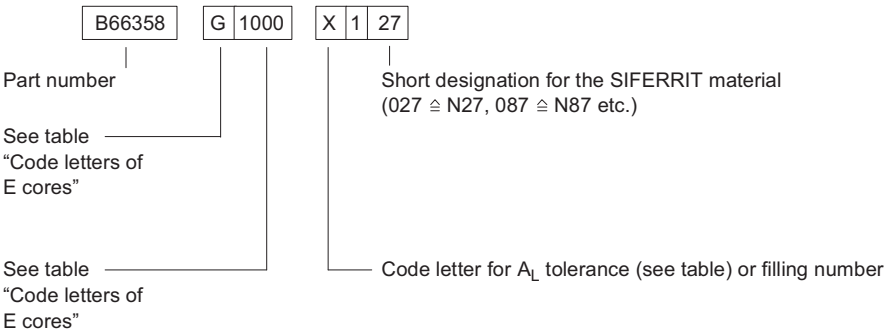 B66358 G 1000 X 1 27
Part number
Short designation for the SIFERRIT material
(027 ≙ N27, 087 ≙ N87 etc.)
See table
“Code letters of
E cores”
See table
“Code letters of
E cores”
Code letter for AL tolerance (see table) or filling number